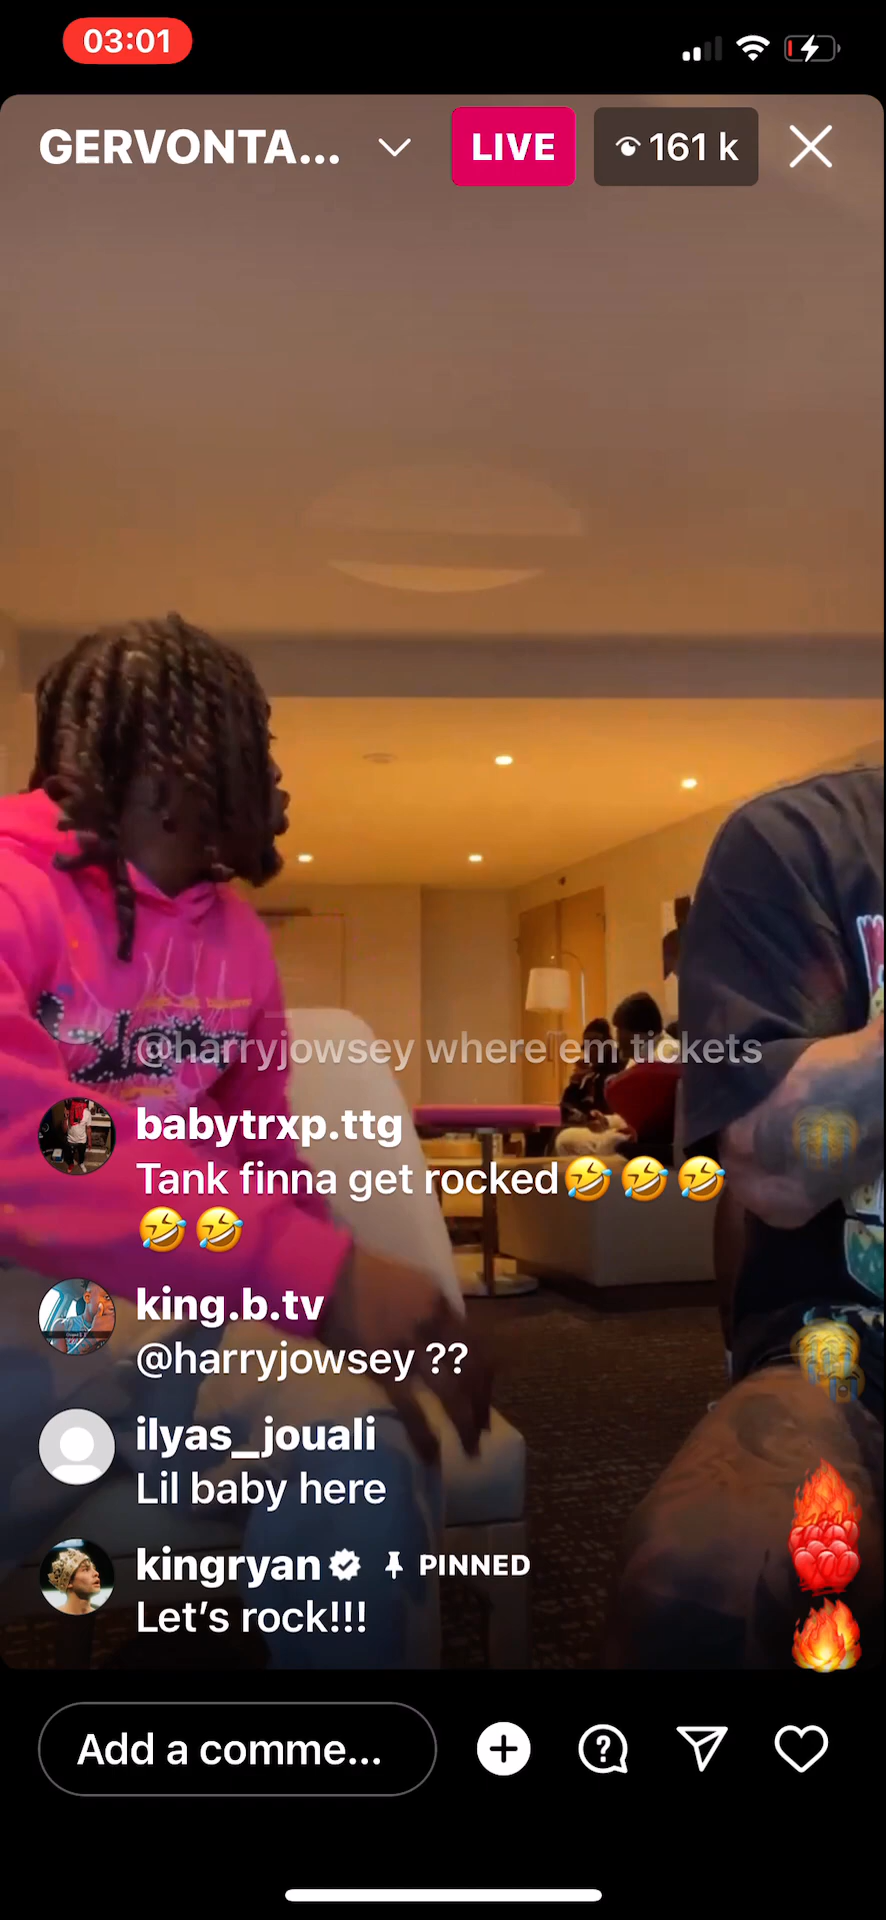 03:01
GERVONTA...
LIVE
161 k
@harryjowsey where em tickets
babytrxp.ttg
Tank finna get rocked🤣🤣🤣
🤣🤣
king.b.tv
@harryjowsey ??
ilyas_jouali
Lil baby here
kingryan PINNED
Let's rock!!!
Add a comme...